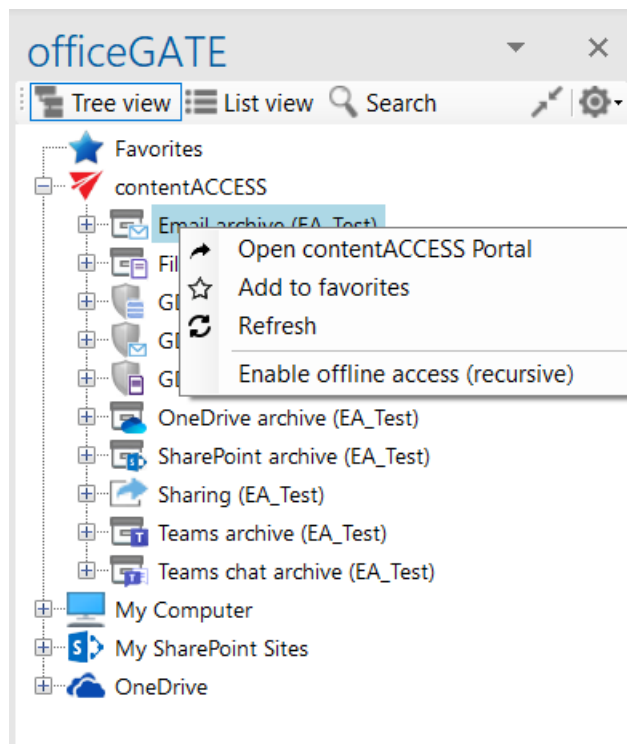 officeGATE
Tree view List view Search
Favorites
contentACCESS
Email archive (EA_Test)
Open contentACCESS Portal
Fil
Add to favorites
Refresh
Enable offline access (recursive)
OneDrive archive (EA_Test)
SharePoint archive (EA_Test)
Sharing (EA_Test)
Teams archive (EA_Test)
Teams chat archive (EA_Test)
My Computer
My SharePoint Sites
OneDrive